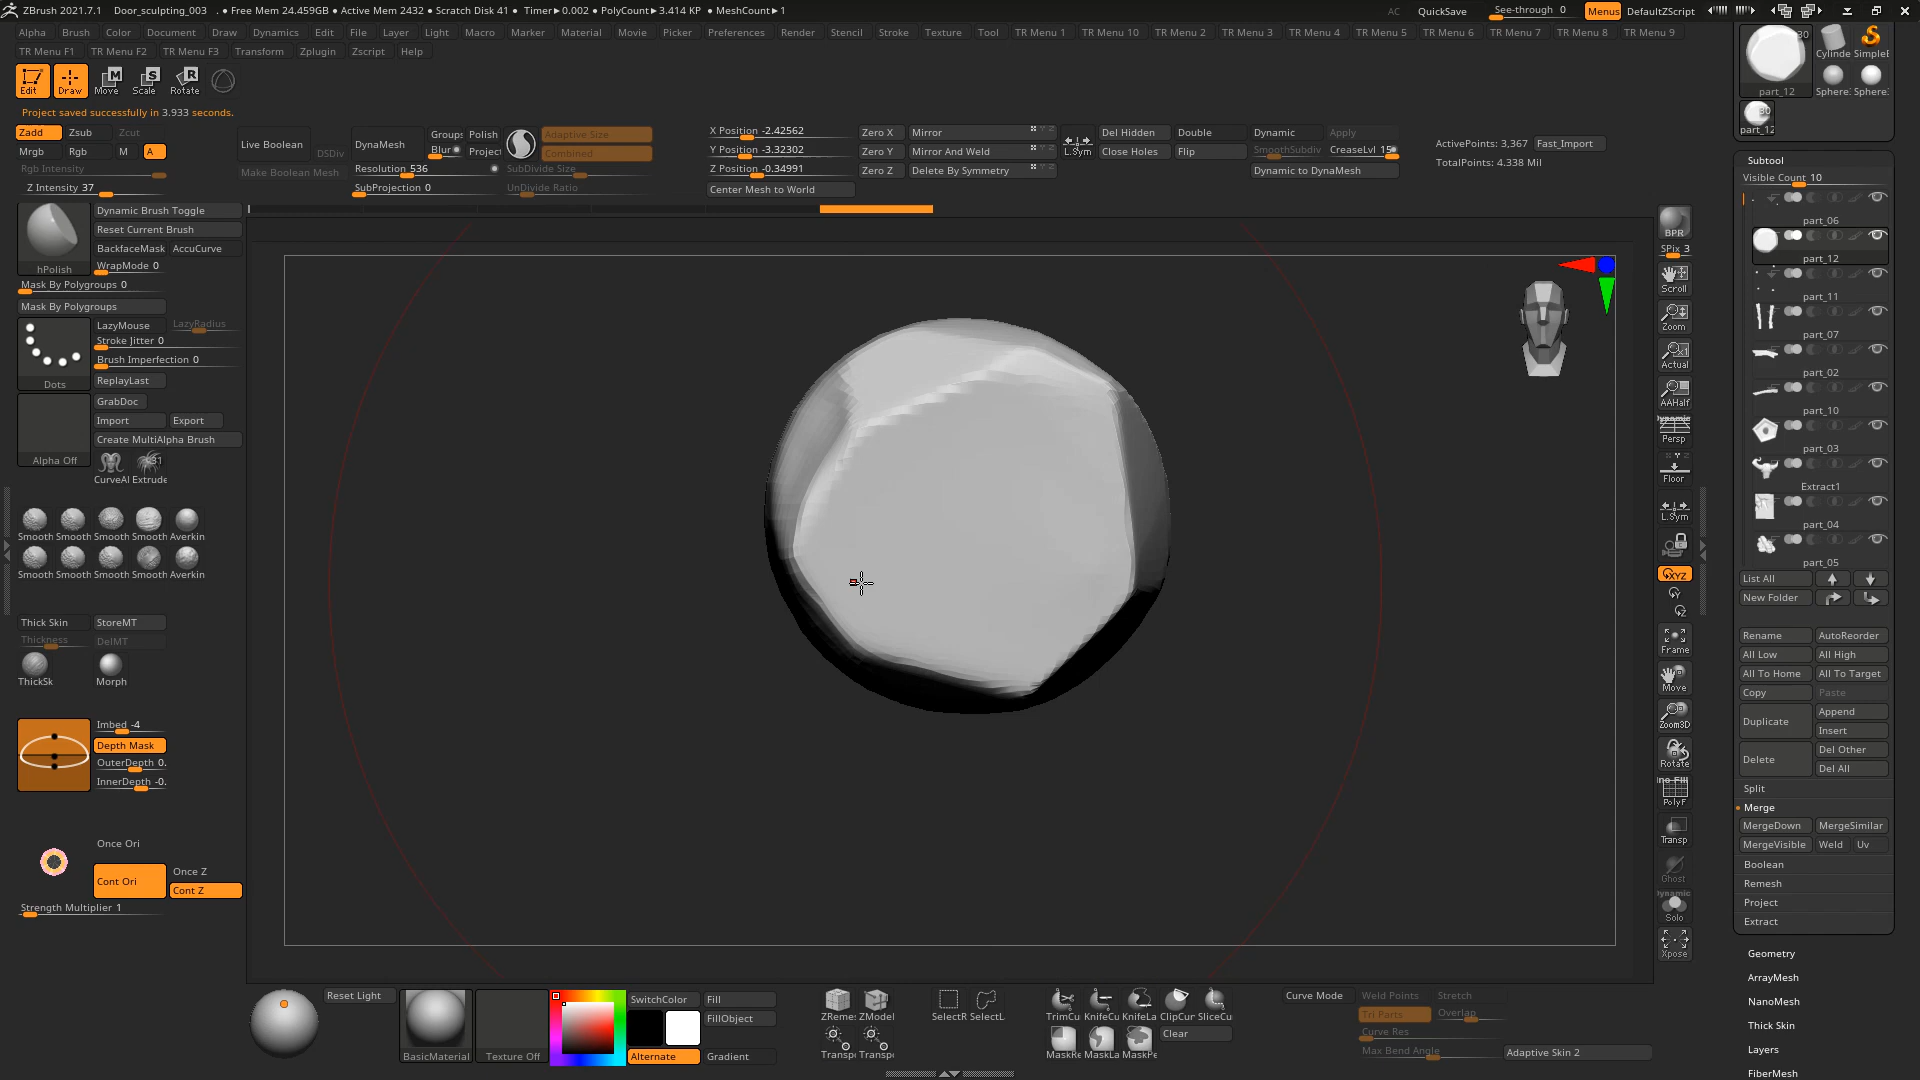 ZBrush 2021.7.1 Door_sculpting_003 . • Free Mem 24.459GB • Active Mem 2432 • Scratch Disk 41 • Timer▸0.002 • PolyCount▸3.414 KP • MeshCount▸1 AC QuickSave See-through 0 Menus DefaultZScript
Alpha Brush Color Document Draw Dynamics Edit File Layer Light Macro Marker Material Movie Picker Preferences Render Stencil Stroke Texture Tool TR Menu 1 TR Menu 10 TR Menu 2 TR Menu 3 TR Menu 4 TR Menu 5 TR Menu 6 TR Menu 7 TR Menu 8 TR Menu 9
TR Menu F1 TR Menu F2 TR Menu F3 Transform Zplugin Zscript Help
Edit Draw Move Scale Rotate
Project saved successfully in 3.933 seconds.
Zadd Zsub Zcut
Mrgb Rgb M A
Rgb Intensity
Z Intensity 37
Live Boolean DSDiv
Make Boolean Mesh
DynaMesh Groups Polish
Blur Project
Resolution 536
SubProjection 0
Adaptive Size
Combined
SubDivide Size
UnDivide Ratio
X Position -2.42562 Zero X Mirror
Y Position -3.32302 Zero Y Mirror And Weld
Z Position -0.34991 Zero Z Delete By Symmetry
Center Mesh to World
L.Sym
Del Hidden Double
Close Holes Flip
Dynamic Apply
SmoothSubdiv CreaseLvl 15
Dynamic to DynaMesh
ActivePoints: 3,367 Fast_Import
TotalPoints: 4.338 Mil
hPolish
Dynamic Brush Toggle
Reset Current Brush
BackfaceMask AccuCurve
WrapMode 0
Mask By Polygroups 0
Mask By Polygroups
Dots
LazyMouse LazyRadius
Stroke Jitter 0
Brush Imperfection 0
ReplayLast
Alpha Off
GrabDoc
Import Export
Create MultiAlpha Brush
31
CurveAl Extrude
Smooth Smooth Smooth Smooth Averkin
Smooth Smooth Smooth Smooth Averkin
Thick Skin StoreMT
Thickness DelMT
ThickSk Morph
Imbed -4
Depth Mask
OuterDepth 0.
InnerDepth -0.
Once Ori
Cont Ori
Once Z
Cont Z
Strength Multiplier 1
BPR
SPix 3
Scroll
Zoom
Actual
AAHalf
Dynamic
Persp
Floor
L.Sym
XYZ
Frame
Move
Zoom3D
Rotate
PolyF
Transp
Ghost
Dynamic
Solo
Xpose
30
part_12
Cylinde SimpleE
Sphere Sphere
30
part_12
Subtool
Visible Count 10
part_06
part_12
part_11
part_07
part_02
part_10
part_03
Extract1
part_04
part_05
List All
New Folder
Rename AutoReorder
All Low All High
All To Home All To Target
Copy Paste
Duplicate Append
Insert
Delete Del Other
Del All
Split
Merge
MergeDown MergeSimilar
MergeVisible Weld Uv
Boolean
Remesh
Project
Extract
Geometry
ArrayMesh
NanoMesh
Thick Skin
Layers
FiberMesh
Reset Light
BasicMaterial
Texture Off
SwitchColor Fill
FillObject
Alternate Gradient
ZRemes ZModel
Transpo Transpo
SelectR SelectL
TrimCu KnifeCu KnifeLa ClipCur SliceCu
MaskRe MaskLa MaskPe
Clear
Curve Mode Weld Points Stretch
Tri Parts Overlap
Curve Res
Max Bend Angle
Adaptive Skin 2